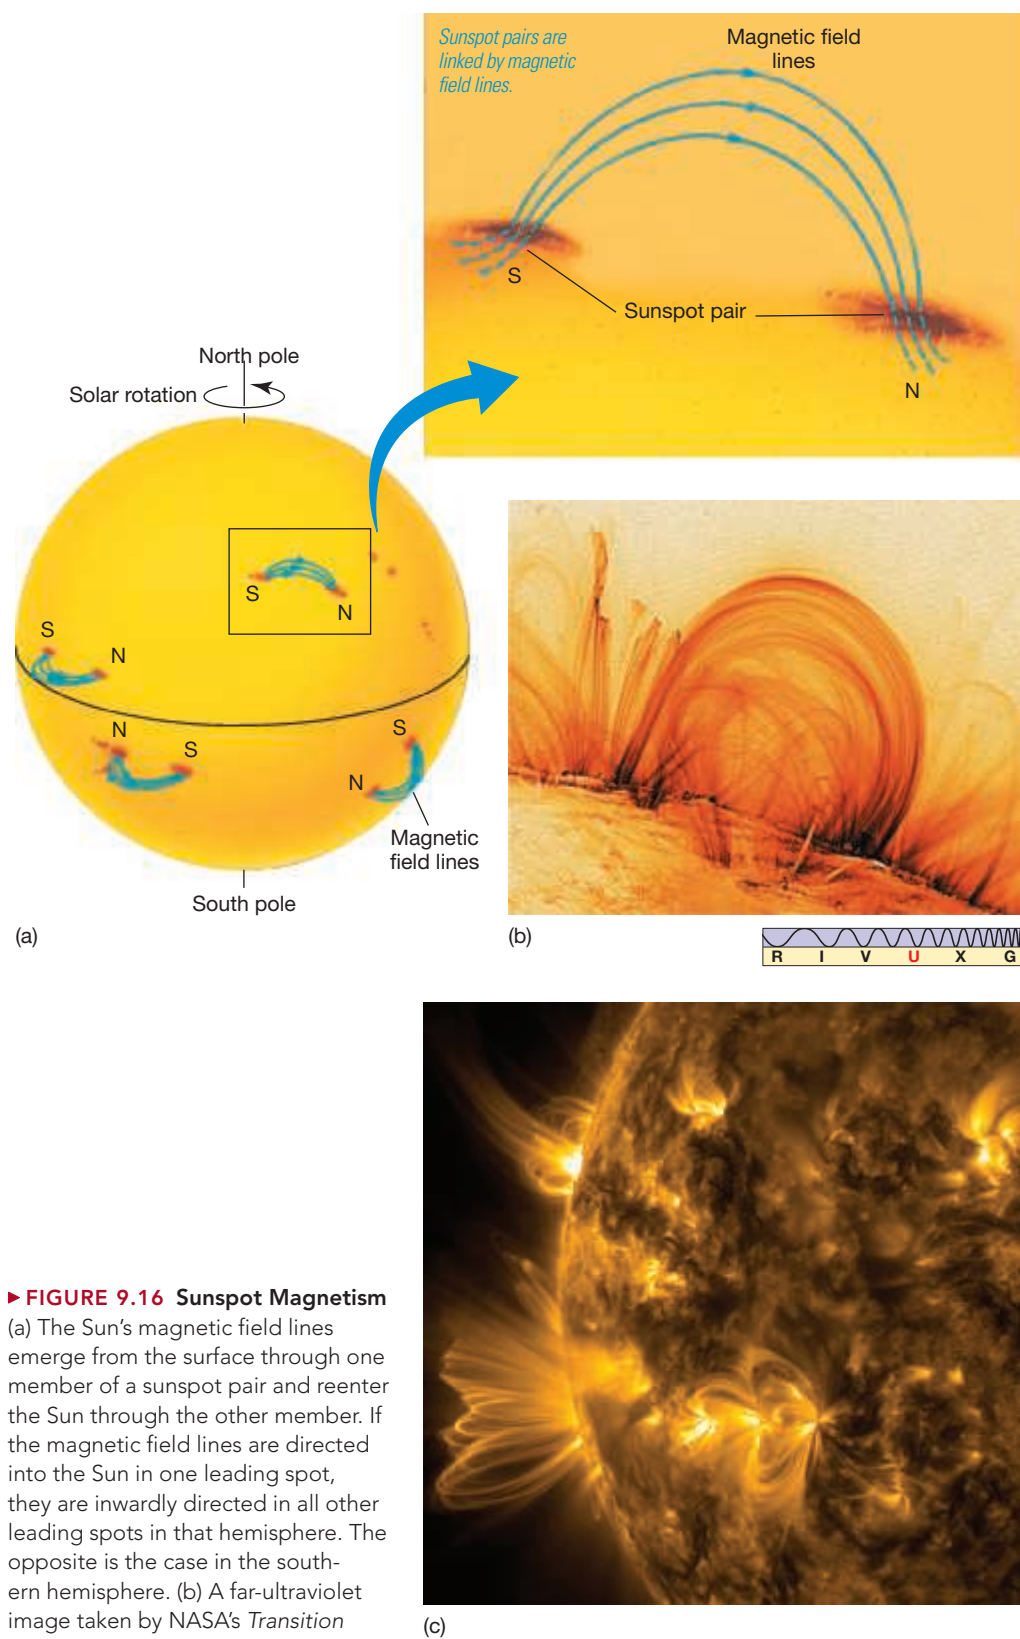 Sunspot pairs are
linked by magnetic
field lines.
Magnetic field
lines
S
Sunspot pair
N
North pole
Solar rotation
S
N
S
N
N
S
S
N
Magnetic
field lines
South pole
(a)
(b)
R I V U X G
▶ FIGURE 9.16 Sunspot Magnetism
(a) The Sun's magnetic field lines
emerge from the surface through one
member of a sunspot pair and reenter
the Sun through the other member. If
the magnetic field lines are directed
into the Sun in one leading spot,
they are inwardly directed in all other
leading spots in that hemisphere. The
opposite is the case in the south-
ern hemisphere. (b) A far-ultraviolet
image taken by NASA's Transition
(c)